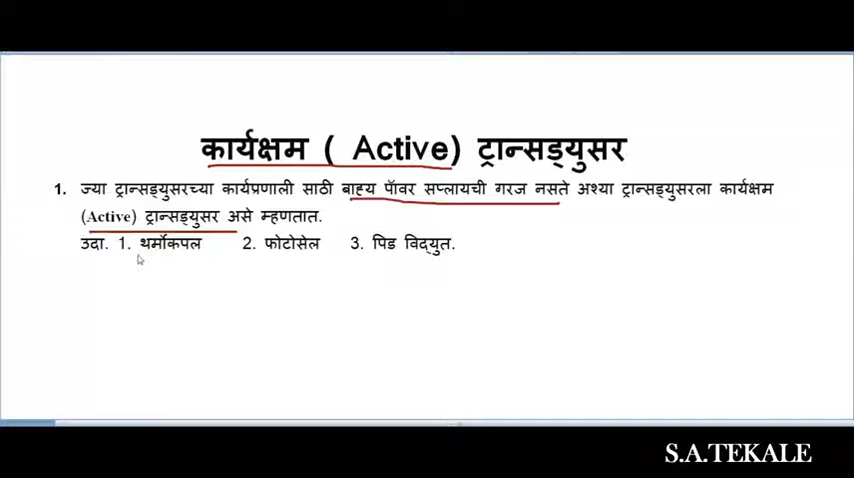 कार्यक्षम ( Active) ट्रान्सड्युसर
1. ज्या ट्रान्सड्युसरच्या कार्यप्रणाली साठी बाह्य पॅावर सप्लायची गरज नसते अश्या ट्रान्सड्युसरला कार्यक्षम
(Active) ट्रान्सड्युसर असे म्हणतात.
उदा. 1. थर्मोकपल 2. फोटोसेल 3. पिड विद्‌युत.
S.A.TEKALE